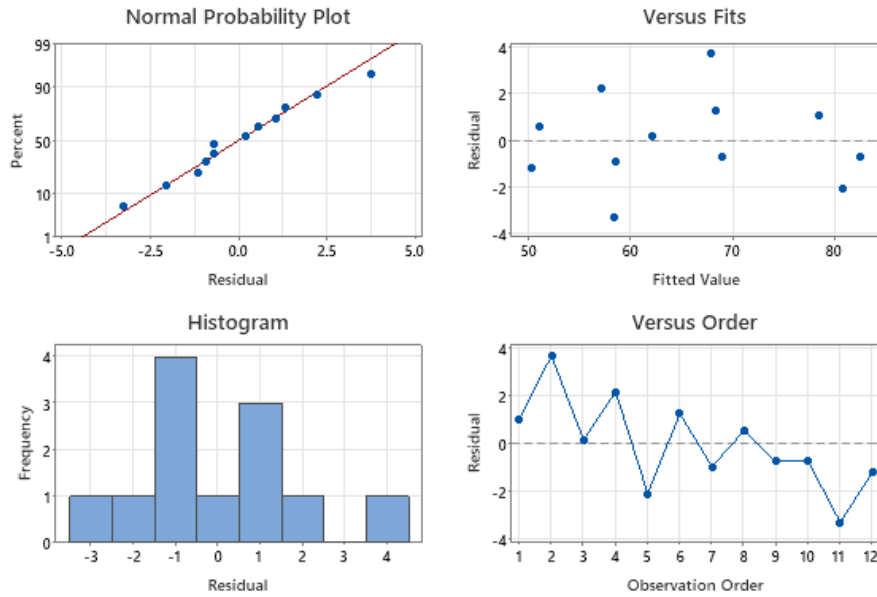 Normal Probability Plot
99
90
50
10
1
Percent
-5.0 -2.5 0.0 2.5 5.0
Residual
Versus Fits
4
2
0
-2
-4
Residual
50 60 70 80
Fitted Value
Histogram
4
3
2
1
0
Frequency
-3 -2 -1 0 1 2 3 4
Residual
Versus Order
4
2
0
-2
-4
Residual
1 2 3 4 5 6 7 8 9 10 11 12
Observation Order